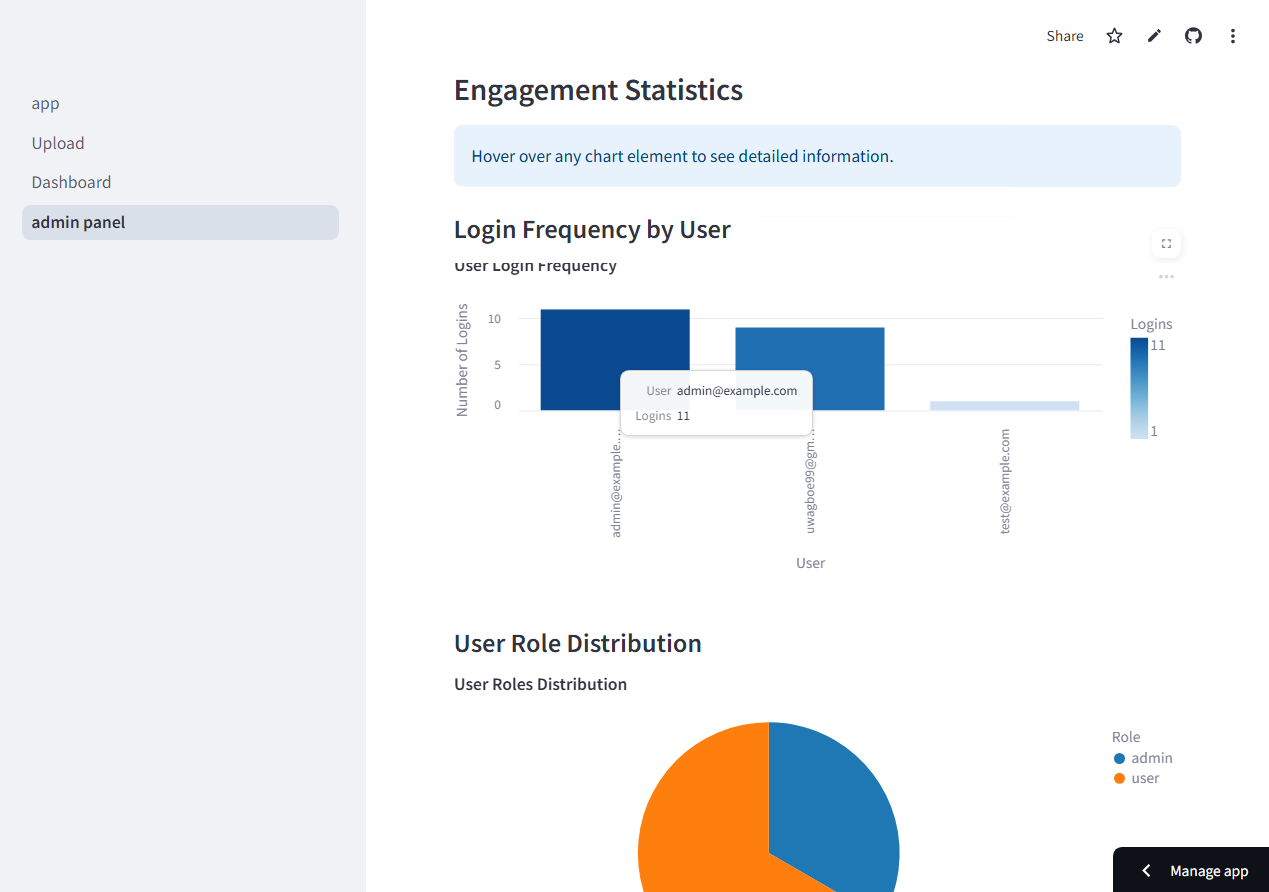 Share
app
Upload
Dashboard
admin panel
Engagement Statistics
Hover over any chart element to see detailed information.
Login Frequency by User
User Login Frequency
Number of Logins
10
5
0
User admin@example.com
Logins 11
admin@example.…
uwagboe99@gm…
test@example.com
User
Logins
11
1
User Role Distribution
User Roles Distribution
Role
admin
user
Manage app